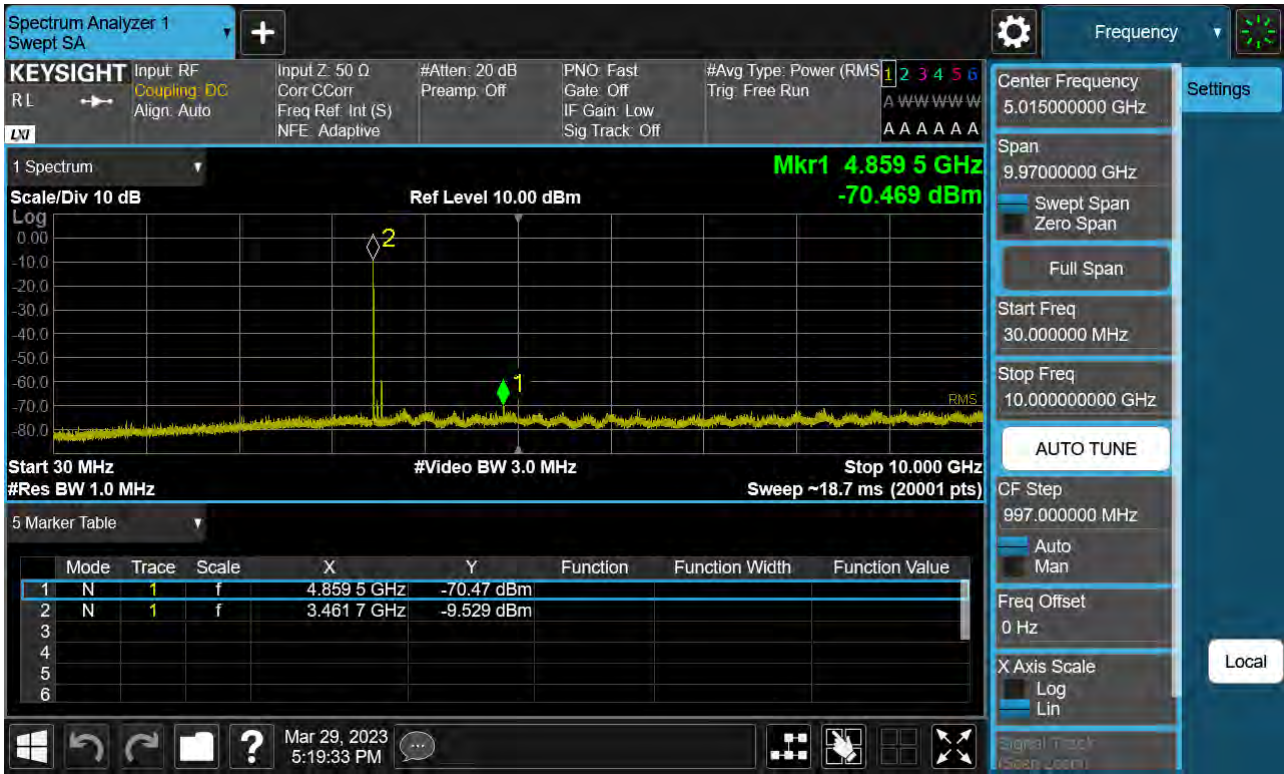 Spectrum Analyzer 1
Swept SA
+
Frequency
KEYSIGHT
RL
LXI
Input: RF
Coupling: DC
Align: Auto
Input Z: 50 Ω
Corr CCorr
Freq Ref: Int (S)
NFE: Adaptive
#Atten: 20 dB
Preamp: Off
PNO: Fast
Gate: Off
IF Gain: Low
Sig Track: Off
#Avg Type: Power (RMS
Trig: Free Run
1 2 3 4 5 6
A W W W W W
A A A A A A
1 Spectrum
Scale/Div 10 dB
Ref Level 10.00 dBm
Mkr1 4.859 5 GHz
-70.469 dBm
Log
0.00
-10.0
-20.0
-30.0
-40.0
-50.0
-60.0
-70.0
-80.0
2
1
RMS
Start 30 MHz
#Video BW 3.0 MHz
Stop 10.000 GHz
#Res BW 1.0 MHz
Sweep ~18.7 ms (20001 pts)
5 Marker Table
Mode Trace Scale X Y Function Function Width Function Value
1 N 1 f 4.859 5 GHz -70.47 dBm
2 N 1 f 3.461 7 GHz -9.529 dBm
3
4
5
6
Mar 29, 2023
5:19:33 PM
?
Center Frequency
5.015000000 GHz
Settings
Span
9.97000000 GHz
Swept Span
Zero Span
Full Span
Start Freq
30.000000 MHz
Stop Freq
10.000000000 GHz
AUTO TUNE
CF Step
997.000000 MHz
Auto
Man
Freq Offset
0 Hz
X Axis Scale
Log
Lin
Local
Signal Track
(Span Zoom)